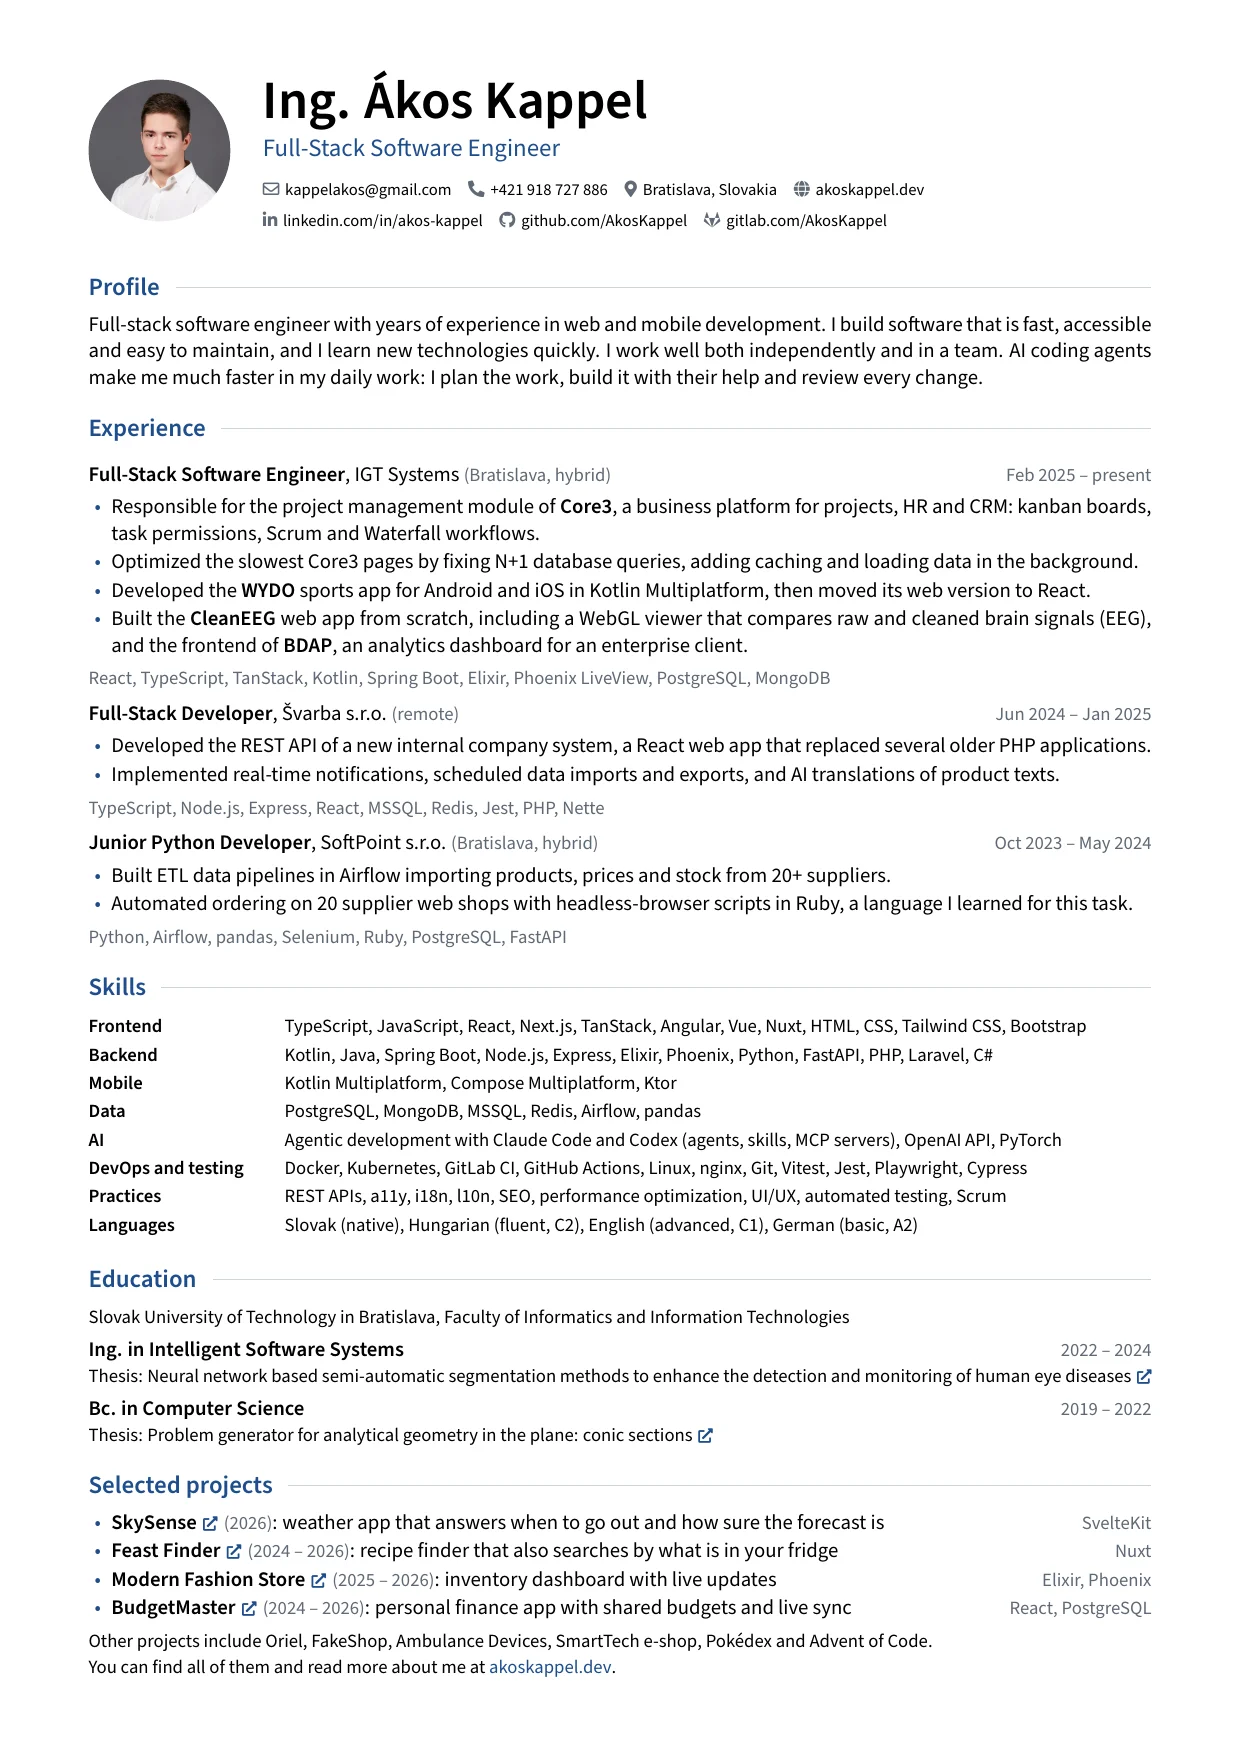 Ing. Ákos Kappel
Full-Stack Software Engineer
kappelakos@gmail.com +421 918 727 886 Bratislava, Slovakia akoskappel.dev
linkedin.com/in/akos-kappel github.com/AkosKappel gitlab.com/AkosKappel
Profile
Full-stack software engineer with years of experience in web and mobile development. I build software that is fast, accessible
and easy to maintain, and I learn new technologies quickly. I work well both independently and in a team. AI coding agents
make me much faster in my daily work: I plan the work, build it with their help and review every change.
Experience
Full-Stack Software Engineer, IGT Systems (Bratislava, hybrid) Feb 2025 – present
• Responsible for the project management module of Core3, a business platform for projects, HR and CRM: kanban boards,
task permissions, Scrum and Waterfall workflows.
• Optimized the slowest Core3 pages by fixing N+1 database queries, adding caching and loading data in the background.
• Developed the WYDO sports app for Android and iOS in Kotlin Multiplatform, then moved its web version to React.
• Built the CleanEEG web app from scratch, including a WebGL viewer that compares raw and cleaned brain signals (EEG),
and the frontend of BDAP, an analytics dashboard for an enterprise client.
React, TypeScript, TanStack, Kotlin, Spring Boot, Elixir, Phoenix LiveView, PostgreSQL, MongoDB
Full-Stack Developer, Švarba s.r.o. (remote) Jun 2024 – Jan 2025
• Developed the REST API of a new internal company system, a React web app that replaced several older PHP applications.
• Implemented real-time notifications, scheduled data imports and exports, and AI translations of product texts.
TypeScript, Node.js, Express, React, MSSQL, Redis, Jest, PHP, Nette
Junior Python Developer, SoftPoint s.r.o. (Bratislava, hybrid) Oct 2023 – May 2024
• Built ETL data pipelines in Airflow importing products, prices and stock from 20+ suppliers.
• Automated ordering on 20 supplier web shops with headless-browser scripts in Ruby, a language I learned for this task.
Python, Airflow, pandas, Selenium, Ruby, PostgreSQL, FastAPI
Skills
Frontend TypeScript, JavaScript, React, Next.js, TanStack, Angular, Vue, Nuxt, HTML, CSS, Tailwind CSS, Bootstrap
Backend Kotlin, Java, Spring Boot, Node.js, Express, Elixir, Phoenix, Python, FastAPI, PHP, Laravel, C#
Mobile Kotlin Multiplatform, Compose Multiplatform, Ktor
Data PostgreSQL, MongoDB, MSSQL, Redis, Airflow, pandas
AI Agentic development with Claude Code and Codex (agents, skills, MCP servers), OpenAI API, PyTorch
DevOps and testing Docker, Kubernetes, GitLab CI, GitHub Actions, Linux, nginx, Git, Vitest, Jest, Playwright, Cypress
Practices REST APIs, a11y, i18n, l10n, SEO, performance optimization, UI/UX, automated testing, Scrum
Languages Slovak (native), Hungarian (fluent, C2), English (advanced, C1), German (basic, A2)
Education
Slovak University of Technology in Bratislava, Faculty of Informatics and Information Technologies
Ing. in Intelligent Software Systems 2022 – 2024
Thesis: Neural network based semi-automatic segmentation methods to enhance the detection and monitoring of human eye diseases
Bc. in Computer Science 2019 – 2022
Thesis: Problem generator for analytical geometry in the plane: conic sections
Selected projects
• SkySense (2026): weather app that answers when to go out and how sure the forecast is SvelteKit
• Feast Finder (2024 – 2026): recipe finder that also searches by what is in your fridge Nuxt
• Modern Fashion Store (2025 – 2026): inventory dashboard with live updates Elixir, Phoenix
• BudgetMaster (2024 – 2026): personal finance app with shared budgets and live sync React, PostgreSQL
Other projects include Oriel, FakeShop, Ambulance Devices, SmartTech e-shop, Pokédex and Advent of Code.
You can find all of them and read more about me at akoskappel.dev.